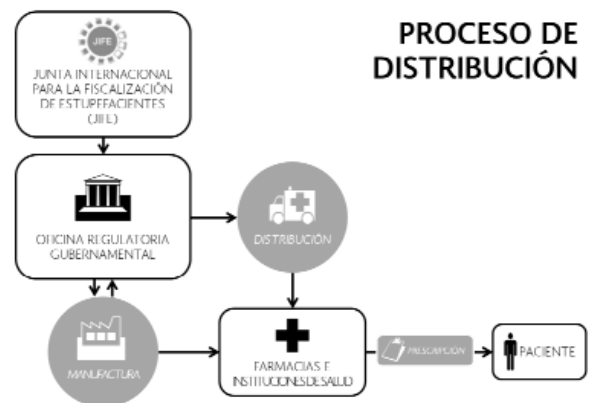 PROCESO DE
DISTRIBUCIÓN
JIFE
JUNTA INTERNACIONAL
PARA LA FISCALIZACIÓN
DE ESTUPEFACIENTES
(JIFE)
OFICINA REGULATORIA
GUBERNAMENTAL
DISTRIBUCIÓN
MANUFACTURA
FARMACIAS E
INSTITUCIONES DE SALUD
PRESCRIPCIÓN
PACIENTE